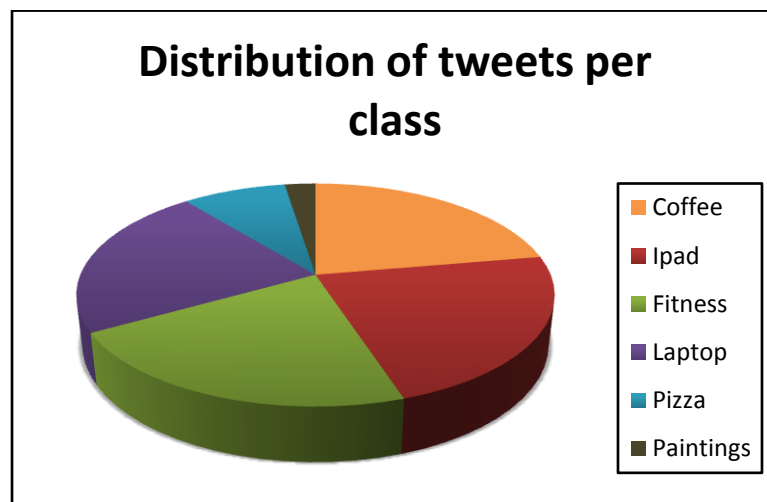 Distribution of tweets per
class
Coffee
Ipad
Fitness
Laptop
Pizza
Paintings